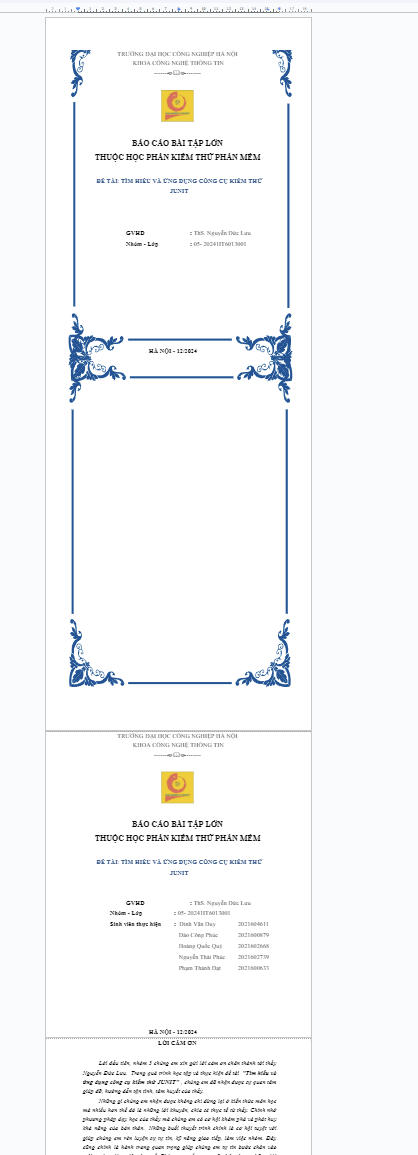 TRƯỜNG ĐẠI HỌC CÔNG NGHIỆP HÀ NỘI
KHOA CÔNG NGHỆ THÔNG TIN
BÁO CÁO BÀI TẬP LỚN
THUỘC HỌC PHẦN KIỂM THỬ PHẦN MỀM
ĐỀ TÀI: TÌM HIỂU VÀ ỨNG DỤNG CÔNG CỤ KIỂM THỬ
JUNIT
GVHD : ThS. Nguyễn Đức Lưu
Nhóm - Lớp : 05- 20241IT6013001
HÀ NỘI - 12/2024
TRƯỜNG ĐẠI HỌC CÔNG NGHIỆP HÀ NỘI
KHOA CÔNG NGHỆ THÔNG TIN
BÁO CÁO BÀI TẬP LỚN
THUỘC HỌC PHẦN KIỂM THỬ PHẦN MỀM
ĐỀ TÀI: TÌM HIỂU VÀ ỨNG DỤNG CÔNG CỤ KIỂM THỬ
JUNIT
GVHD : ThS. Nguyễn Đức Lưu
Nhóm - Lớp : 05- 20241IT6013001
Sinh viên thực hiện : Đinh Văn Duy 2021604611
Đào Công Phúc 2021600879
Hoàng Quốc Quý 2021602668
Nguyễn Thái Phúc 2021602739
Phạm Thành Đạt 2021600633
HÀ NỘI - 12/2024
LỜI CẢM ƠN
Lời đầu tiên, nhóm 5 chúng em xin gửi lời cảm ơn chân thành tới thầy
Nguyễn Đức Lưu. Trong quá trình học tập và thực hiện đề tài "Tìm hiểu và
ứng dụng công cụ kiểm thử JUNIT", chúng em đã nhận được sự quan tâm
giúp đỡ, hướng dẫn tận tình, tâm huyết của thầy.
Những gì chúng em nhận được không chỉ dừng lại ở kiến thức môn học
mà nhiều hơn thế đó là những lời khuyên, chia sẻ thực tế từ thầy. Chính nhờ
phương pháp dạy học của thầy mà chúng em có cơ hội khám phá và phát huy
khả năng của bản thân. Những buổi thuyết trình chính là cơ hội tuyệt vời
giúp chúng em rèn luyện sự tự tin, kỹ năng giao tiếp, làm việc nhóm. Đây
cũng chính là hành trang quan trọng giúp chúng em tự tin bước chân vào